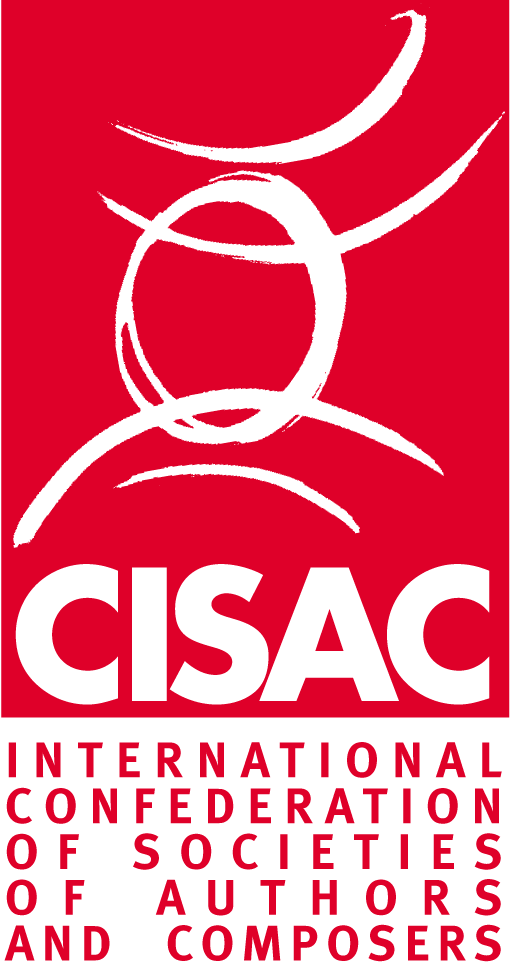 CISAC
INTERNATIONAL
CONFEDERATION
OF SOCIETIES
OF AUTHORS
AND COMPOSERS